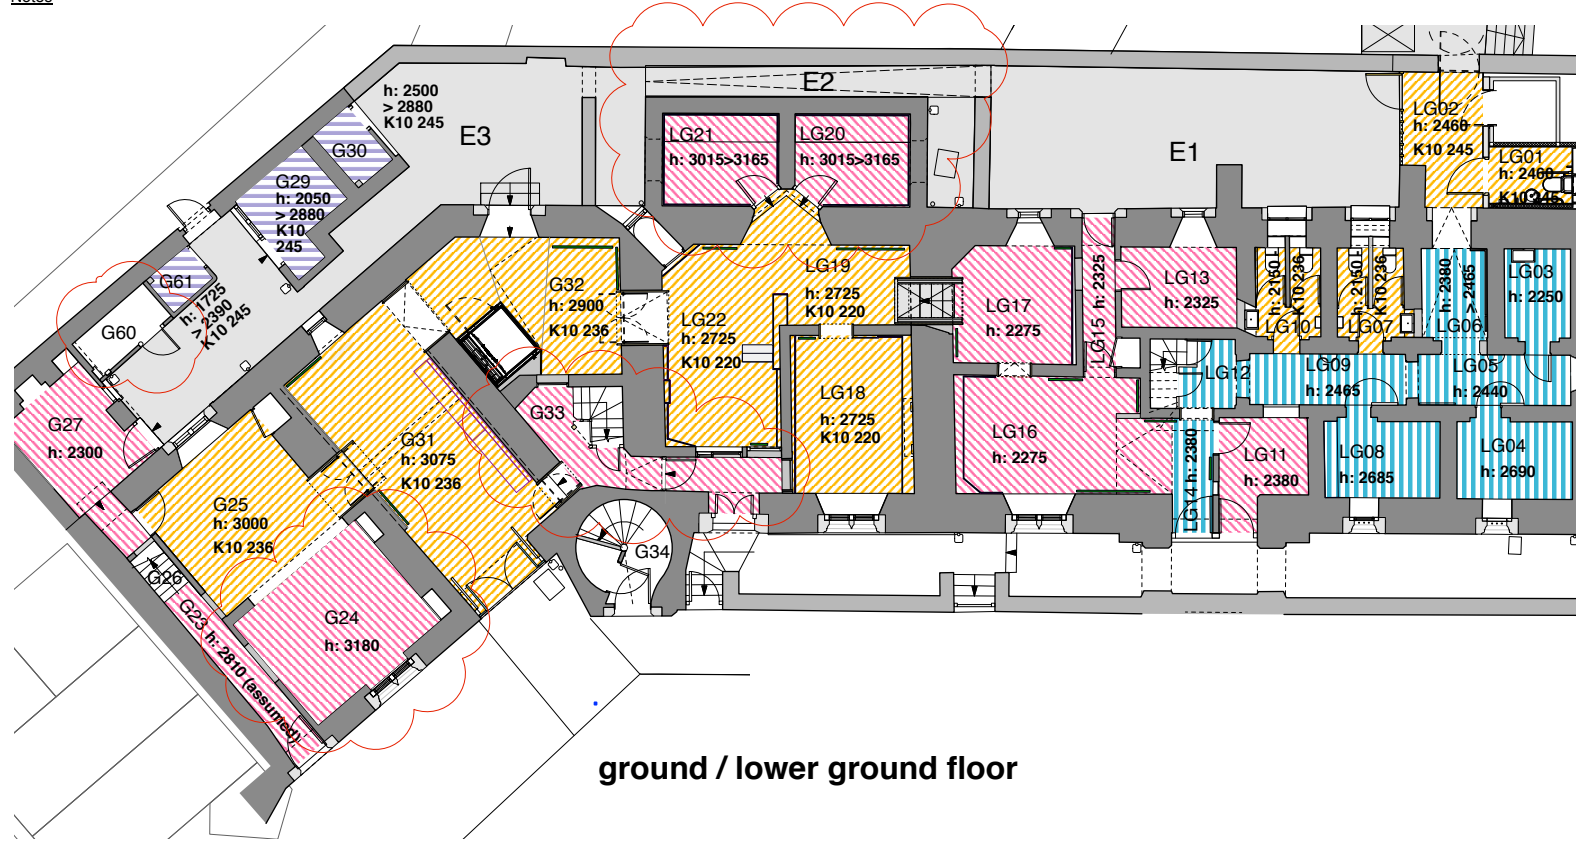 Notes
h: 2500
> 2880
K10 245
E3
E2
E1
G30
G29
h: 2050
> 2880
K10
245
G61
h: 1725
> 2390
K10 245
G60
G27
h: 2300
G32
h: 2900
K10 236
G33
G31
h: 3075
K10 236
G25
h: 3000
K10 236
G26
G23 h: 2810 (assumed)
G24
h: 3180
G34
LG21
h: 3015>3165
LG20
h: 3015>3165
LG19
h: 2725
K10 220
LG22
h: 2725
K10 220
LG18
h: 2725
K10 220
LG17
h: 2275
LG16
h: 2275
LG15 h: 2325
LG13
h: 2325
LG12
LG14 h: 2380
LG11
h: 2380
h: 2150
K10 236
LG10
h: 2150
K10 236
LG07
LG09
h: 2465
LG08
h: 2685
h: 2380
> 2465
LG06
LG05
h: 2440
LG04
h: 2690
LG03
h: 2250
LG02
h: 2460
K10 245
LG01
h: 2460
K10 245
ground / lower ground floor